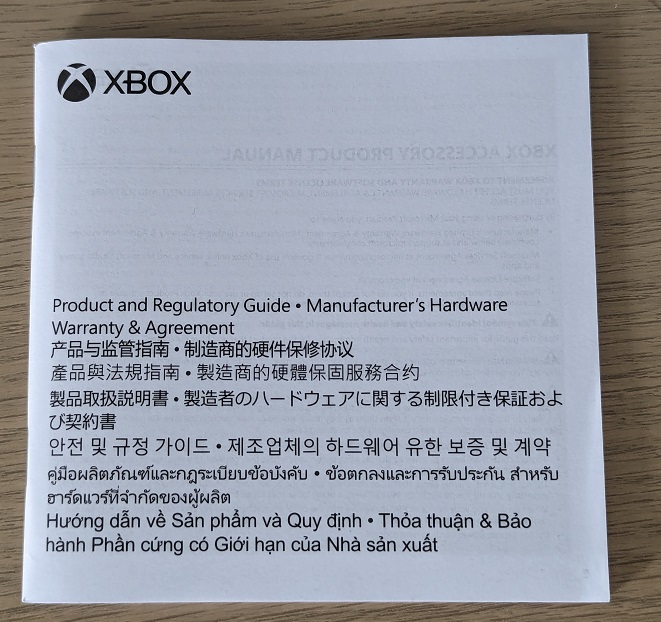 XBOX
XBOX ACCESSORY PRODUCT MANUAL
Product and Regulatory Guide • Manufacturer's Hardware
Warranty & Agreement
产品与监管指南 • 制造商的硬件保修协议
產品與法規指南 • 製造商的硬體保固服務合约
製品取扱説明書 • 製造者のハードウェアに関する制限付き保証およ
び契約書
안전 및 규정 가이드 • 제조업체의 하드웨어 유한 보증 및 계약
คู่มือผลิตภัณฑ์และกฎระเบียบข้อบังคับ • ข้อตกลงและการรับประกัน สำหรับ
ฮาร์ดแวร์ที่จำกัดของผู้ผลิต
Hướng dẫn về Sản phẩm và Quy định • Thỏa thuận & Bảo
hành Phần cứng có Giới hạn của Nhà sản xuất